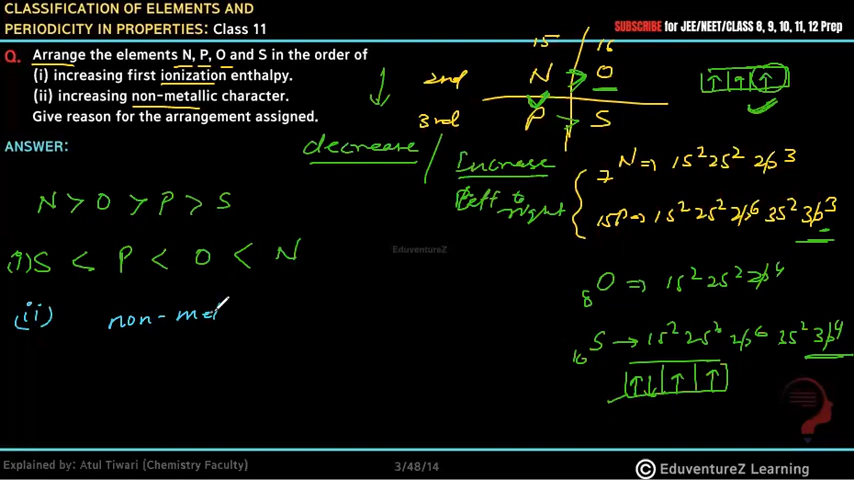 CLASSIFICATION OF ELEMENTS AND
PERIODICITY IN PROPERTIES: Class 11
SUBSCRIBE for JEE/NEET/CLASS 8, 9, 10, 11, 12 Prep
Q. Arrange the elements N, P, O and S in the order of
(i) increasing first ionization enthalpy.
(ii) increasing non-metallic character.
Give reason for the arrangement assigned.
ANSWER:
15 16
2nd N O
3rd P S
decrease
Increase
left to
right
₇N ⇒ 1s² 2s² 2p³
₁₅P ⇒ 1s² 2s² 2p⁶ 3s² 3p³
N > O > P > S
(i) S < P < O < N
₈O ⇒ 1s² 2s² 2p⁴
(ii) non-met
₁₆S → 1s² 2s² 2p⁶ 3s² 3p⁴
EduventureZ
Explained by: Atul Tiwari (Chemistry Faculty)
3/48/14
© EduventureZ Learning